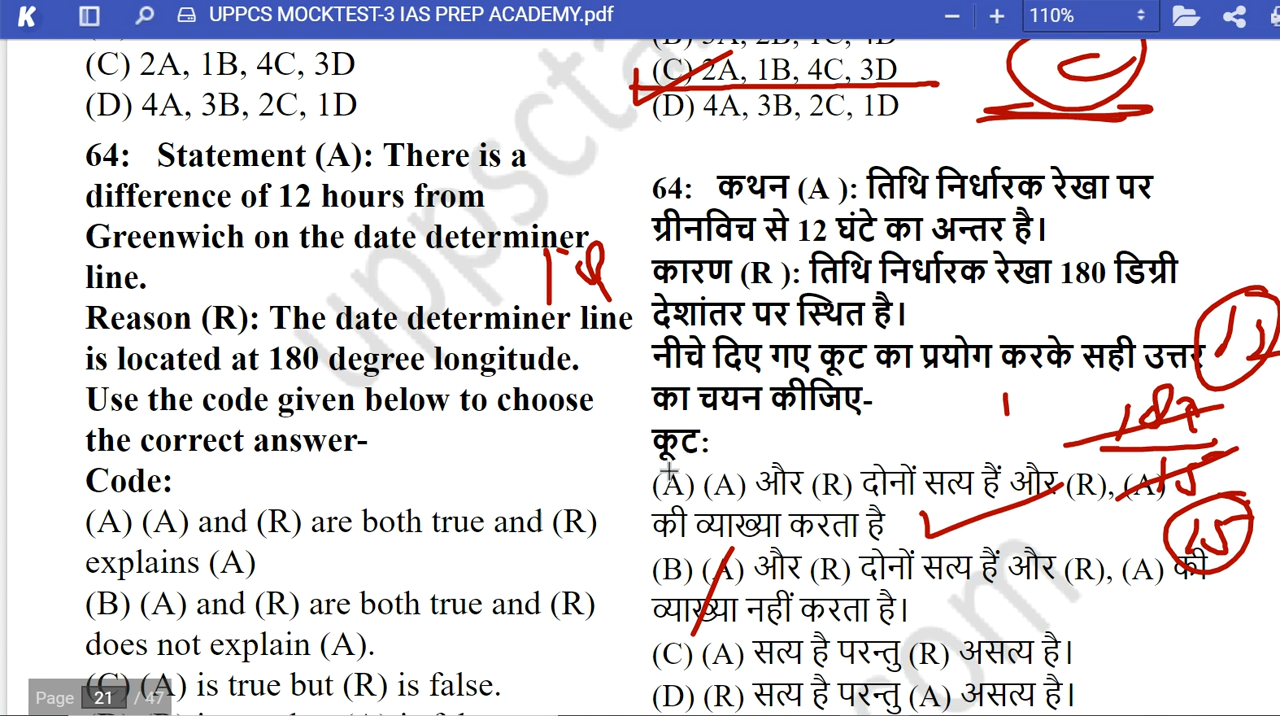 UPPCS MOCKTEST-3 IAS PREP ACADEMY.pdf
110%
(C) 2A, 1B, 4C, 3D
(D) 4A, 3B, 2C, 1D
64: Statement (A): There is a
difference of 12 hours from
Greenwich on the date determiner
line.
Reason (R): The date determiner line
is located at 180 degree longitude.
Use the code given below to choose
the correct answer-
Code:
(A) (A) and (R) are both true and (R)
explains (A)
(B) (A) and (R) are both true and (R)
does not explain (A).
(C) (A) is true but (R) is false.
Page 21 / 47
(C) 2A, 1B, 4C, 3D
(D) 4A, 3B, 2C, 1D
64: कथन (A ): तिथि निर्धारक रेखा पर
ग्रीनविच से 12 घंटे का अन्तर है।
कारण (R ): तिथि निर्धारक रेखा 180 डिग्री
देशांतर पर स्थित है।
नीचे दिए गए कूट का प्रयोग करके सही उत्तर
का चयन कीजिए-
कूट:
(A) (A) और (R) दोनों सत्य हैं और (R), (A)
की व्याख्या करता है
(B) (A) और (R) दोनों सत्य हैं और (R), (A) की
व्याख्या नहीं करता है।
(C) (A) सत्य है परन्तु (R) असत्य है।
(D) (R) सत्य है परन्तु (A) असत्य है।
12
15
15